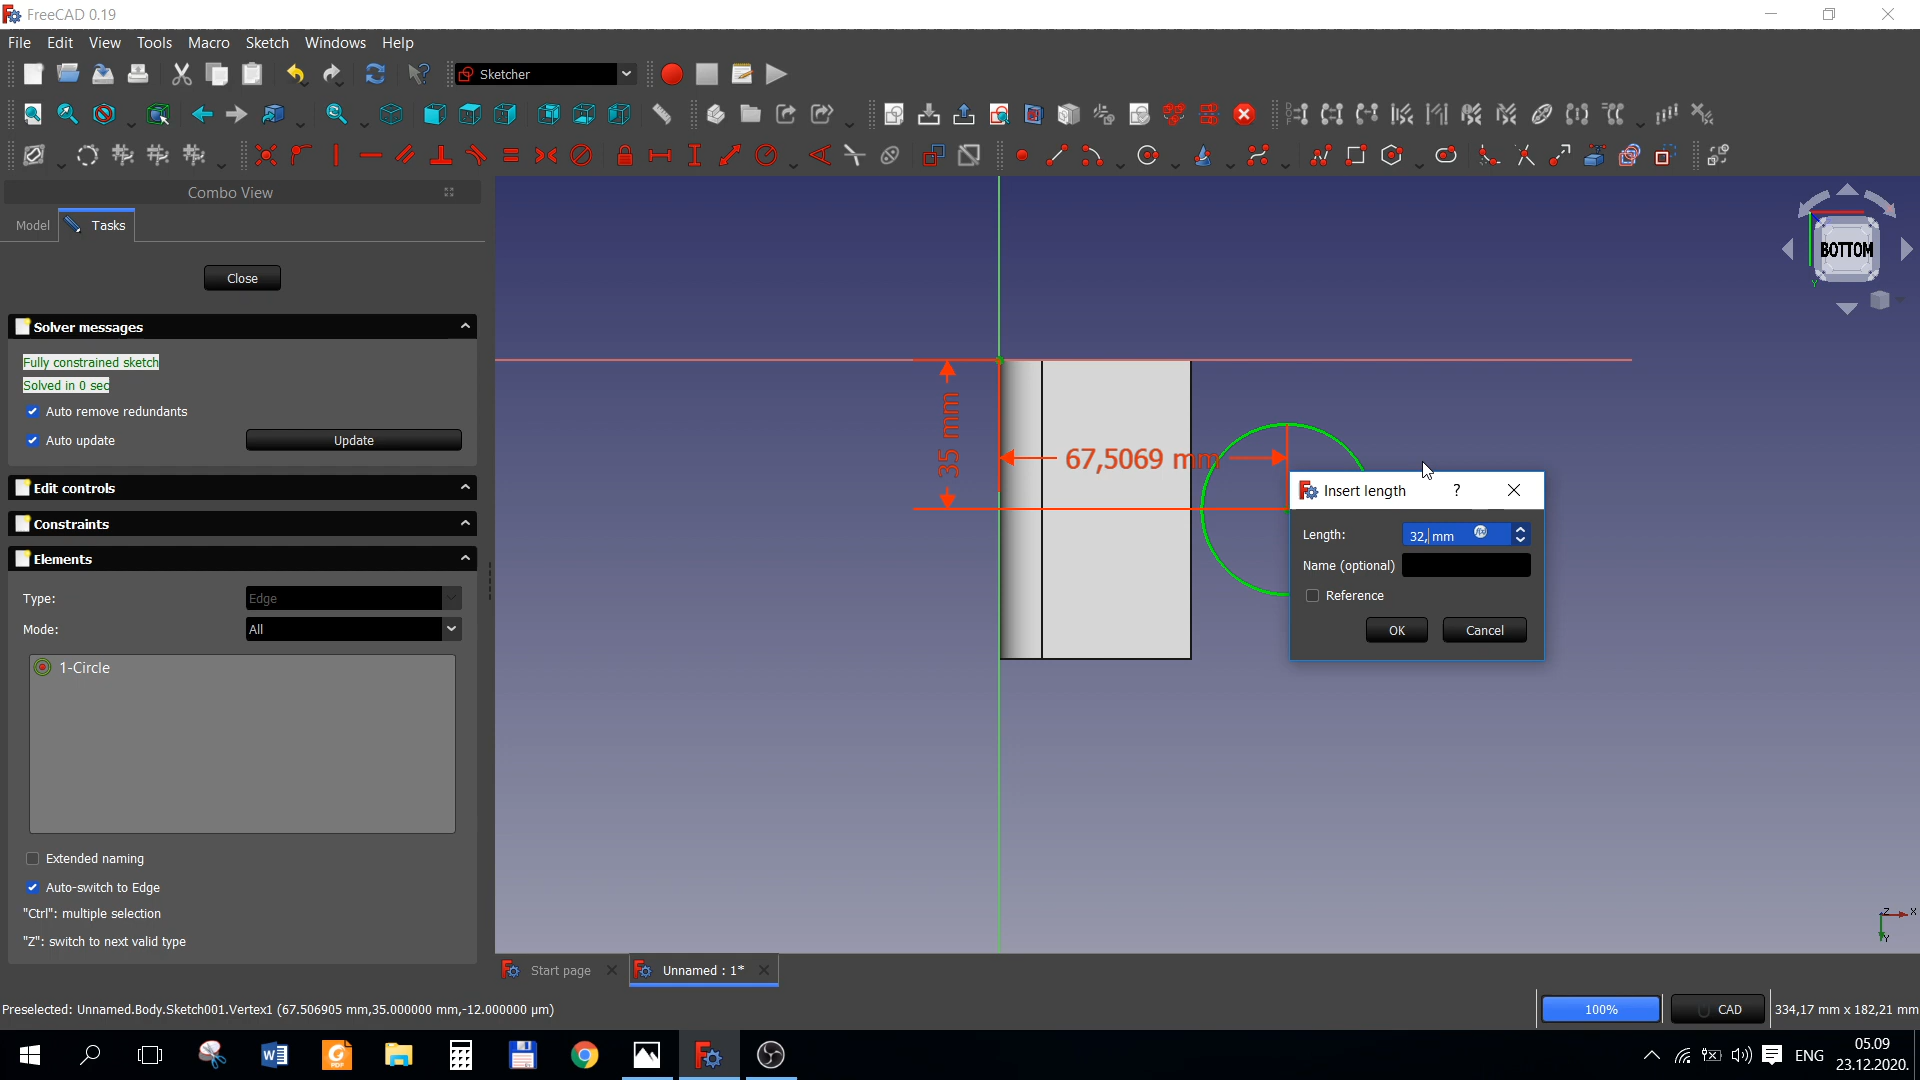 FreeCAD 0.19
File Edit View Tools Macro Sketch Windows Help
Sketcher
Combo View
Model Tasks
Close
Solver messages
Fully constrained sketch
Solved in 0 sec
Auto remove redundants
Auto update
Update
Edit controls
Constraints
Elements
Type: Edge
Mode: All
1-Circle
Extended naming
Auto-switch to Edge
"Ctrl": multiple selection
"Z": switch to next valid type
BOTTOM
Y
35 mm
67,5069 mm
Insert length ?
Length: 32, mm
Name (optional)
Reference
OK Cancel
Z X
Y
Start page Unnamed : 1*
Preselected: Unnamed.Body.Sketch001.Vertex1 (67.506905 mm,35.000000 mm,-12.000000 µm)
100% CAD 334,17 mm x 182,21 mm
PDF
ENG
05.09
23.12.2020.